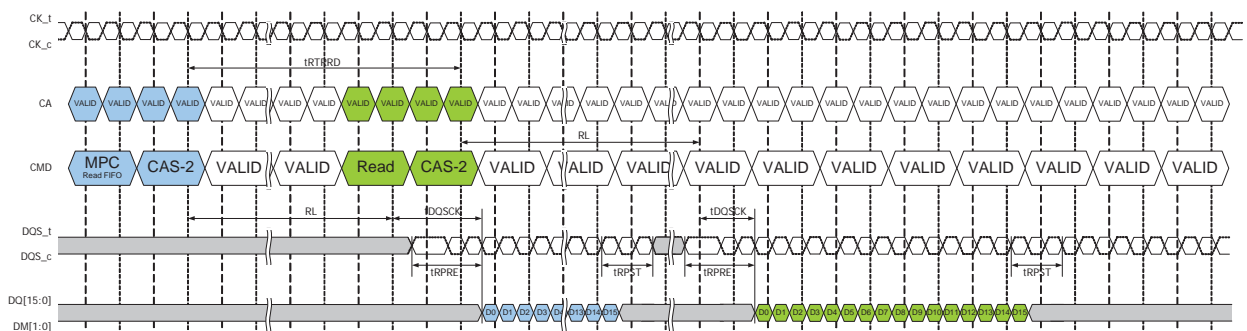 CK_t
CK_c
tRTRRD
CA VALID VALID VALID VALID VALID VALID VALID VALID VALID VALID VALID VALID VALID VALID VALID VALID VALID VALID VALID VALID VALID VALID VALID VALID VALID VALID VALID VALID VALID VALID VALID VALID VALID VALID
RL
CMD MPC Read FIFO CAS-2 VALID VALID Read CAS-2 VALID VALID VALID VALID VALID VALID VALID VALID VALID VALID VALID
RL tDQSCK tDQSCK
DQS_t
DQS_c
tRPRE tRPST tRPRE tRPST
DQ[15:0] D0 D1 D2 D3 D4 D13 D14 D15 D0 D1 D2 D3 D4 D5 D6 D7 D8 D9 D10 D11 D12 D13 D14 D15
DM[1:0]